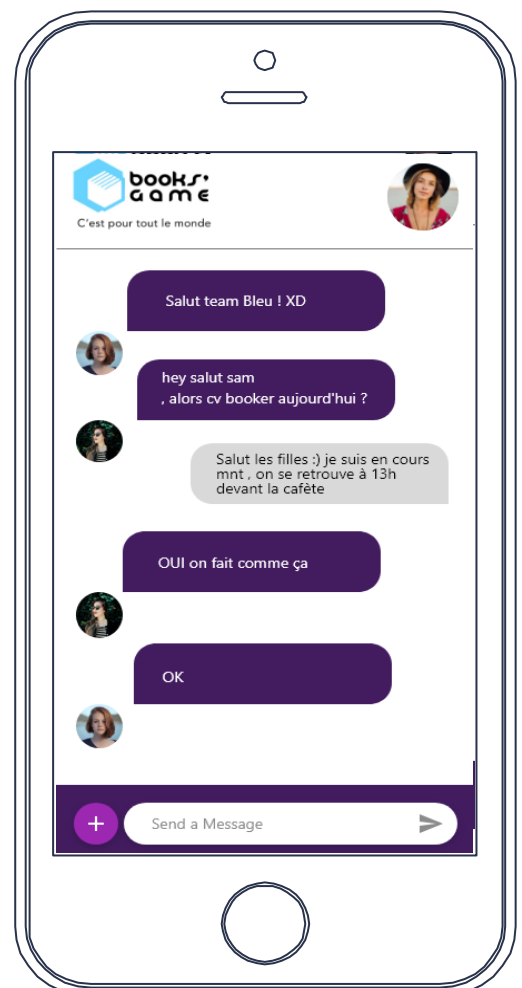 books'
GAME
C'est pour tout le monde
Salut team Bleu ! XD
hey salut sam
, alors cv booker aujourd'hui ?
Salut les filles :) je suis en cours
mnt , on se retrouve à 13h
devant la cafète
OUI on fait comme ça
OK
Send a Message